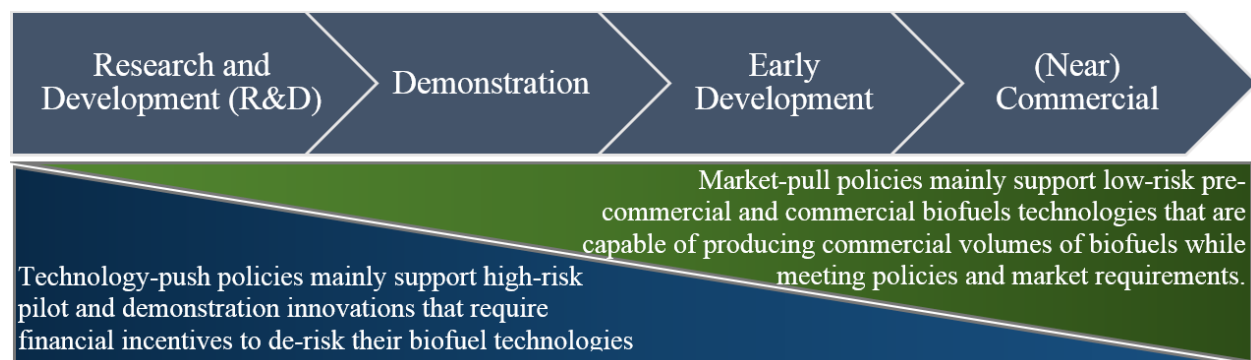 Research and
Development (R&D)
Demonstration
Early
Development
(Near)
Commercial
Market-pull policies mainly support low-risk pre-
commercial and commercial biofuels technologies that are
capable of producing commercial volumes of biofuels while
meeting policies and market requirements.
Technology-push policies mainly support high-risk
pilot and demonstration innovations that require
financial incentives to de-risk their biofuel technologies